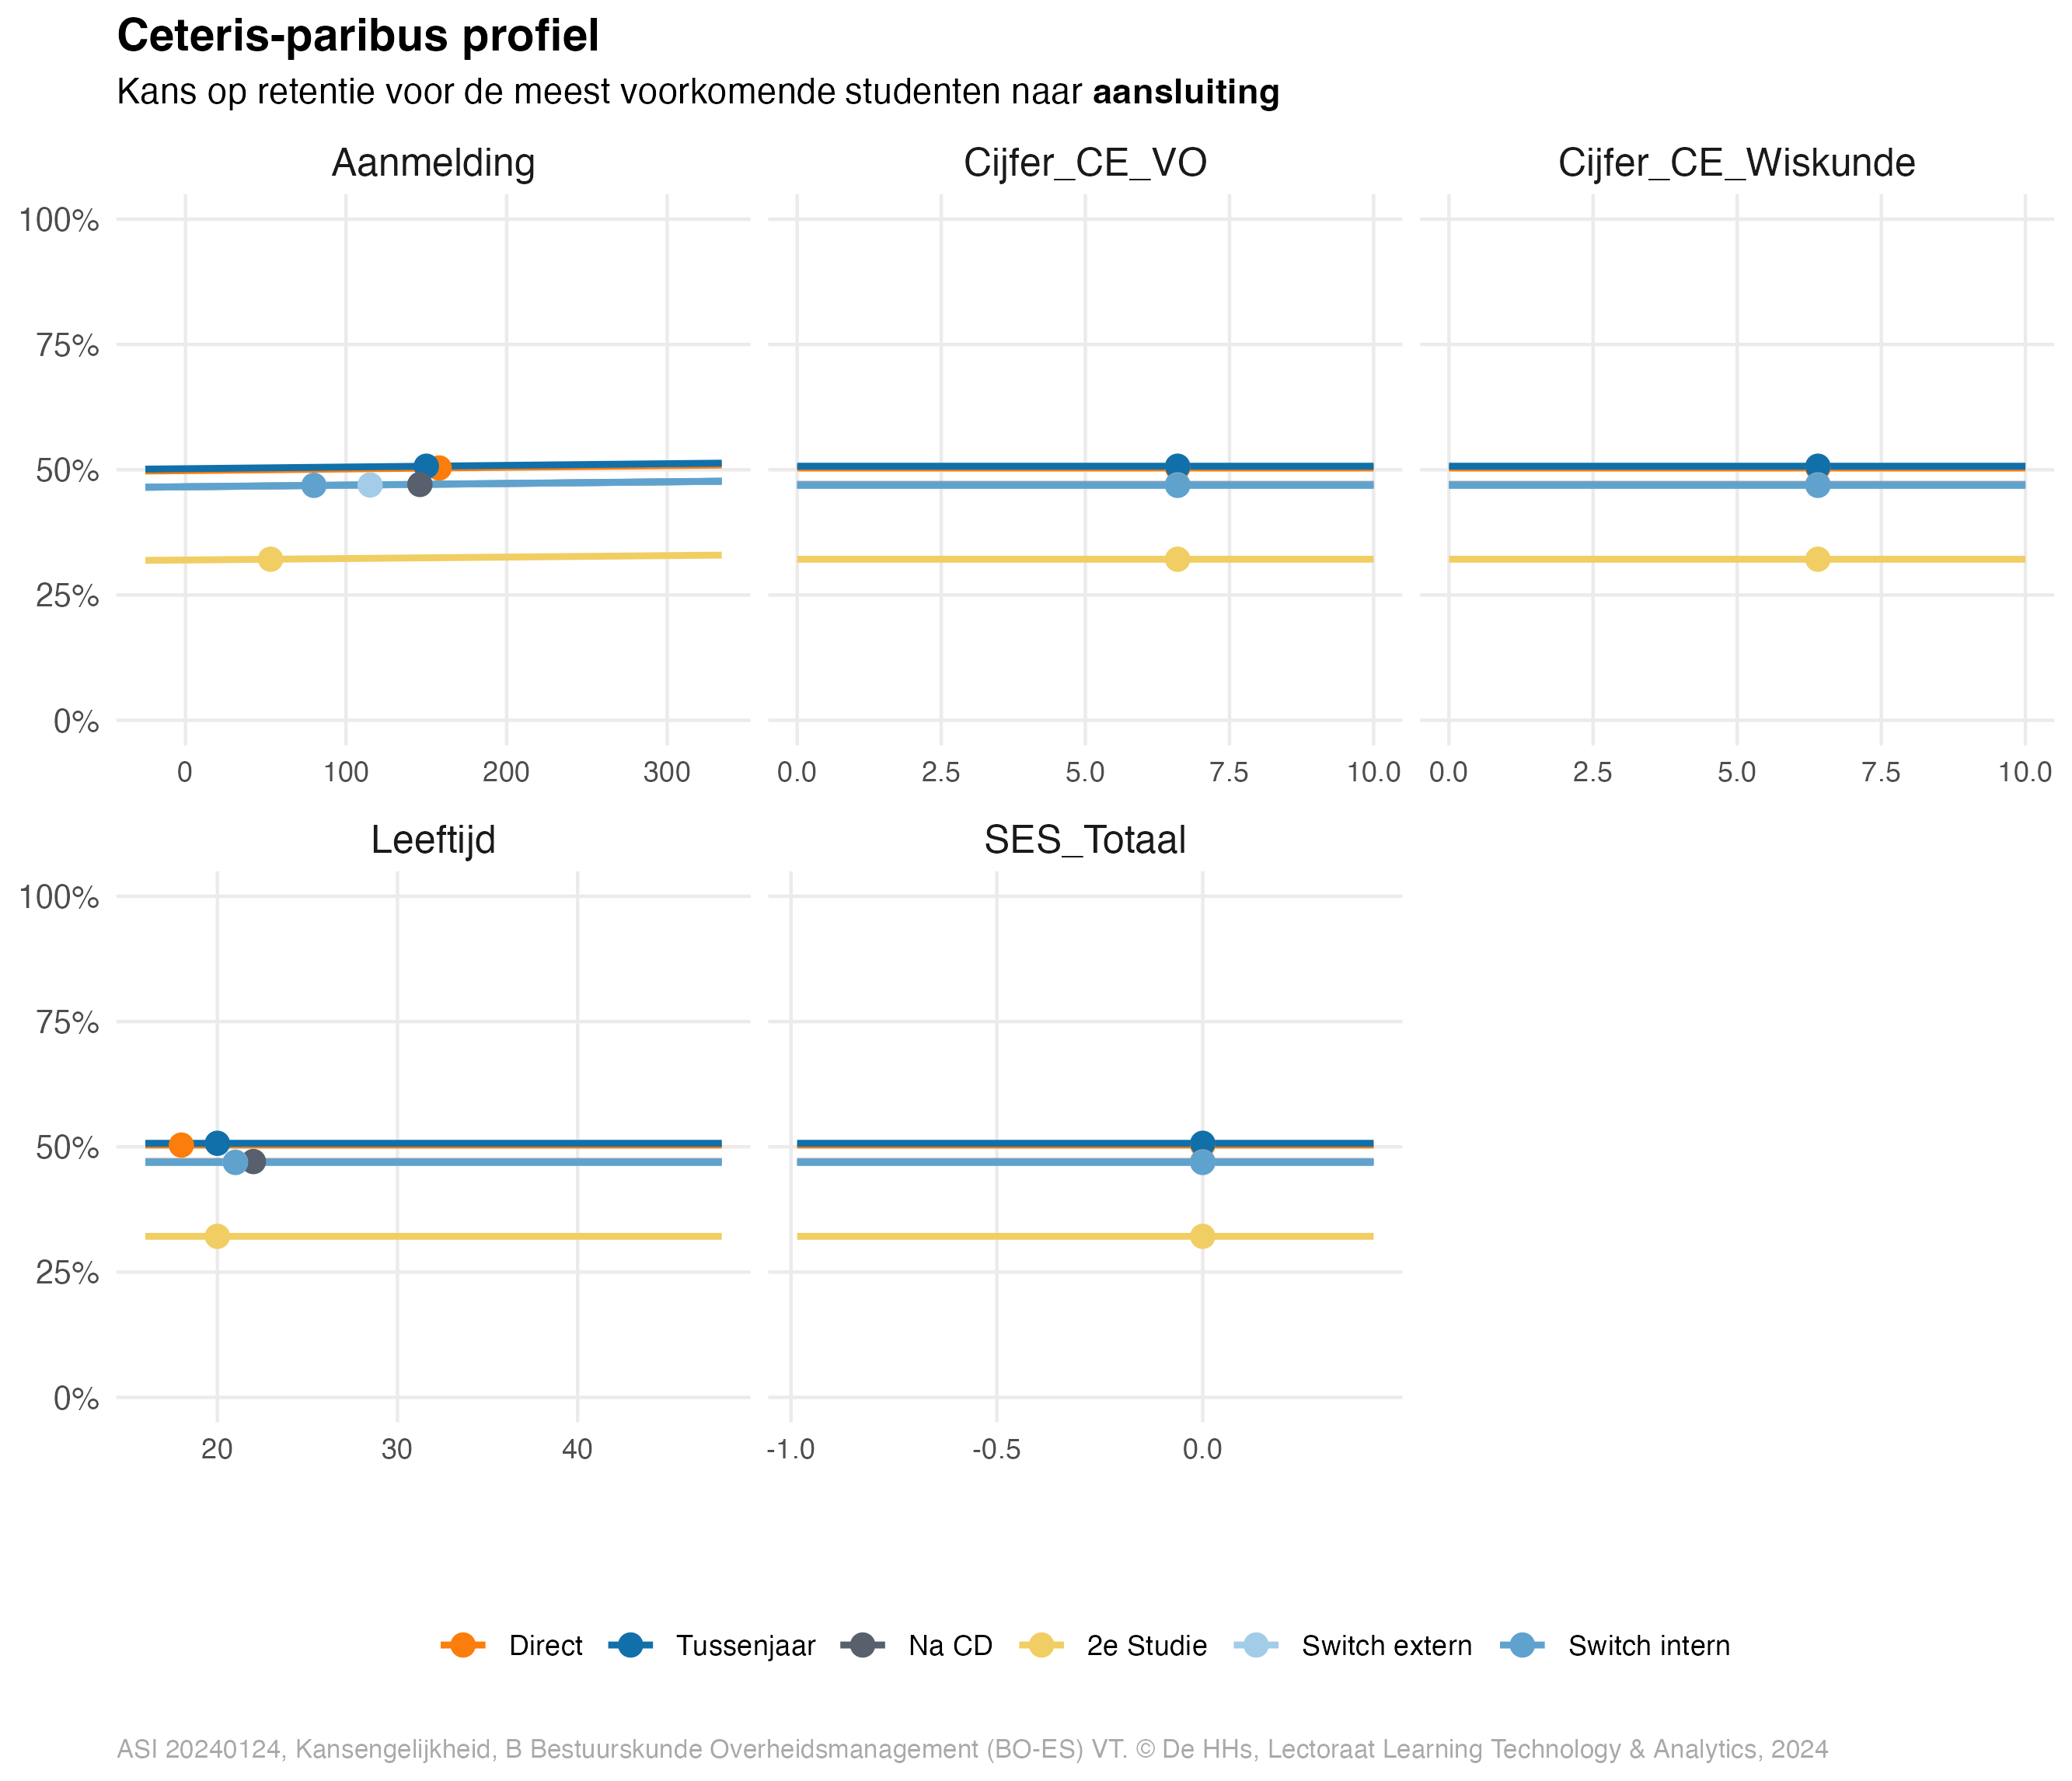 Ceteris-paribus profiel
Kans op retentie voor de meest voorkomende studenten naar aansluiting
Aanmelding Cijfer_CE_VO Cijfer_CE_Wiskunde
100%
75%
50%
25%
0%
0 100 200 300 0.0 2.5 5.0 7.5 10.0 0.0 2.5 5.0 7.5 10.0
Leeftijd SES_Totaal
100%
75%
50%
25%
0%
20 30 40 -1.0 -0.5 0.0
Direct Tussenjaar Na CD 2e Studie Switch extern Switch intern
ASI 20240124, Kansengelijkheid, B Bestuurskunde Overheidsmanagement (BO-ES) VT. © De HHs, Lectoraat Learning Technology & Analytics, 2024